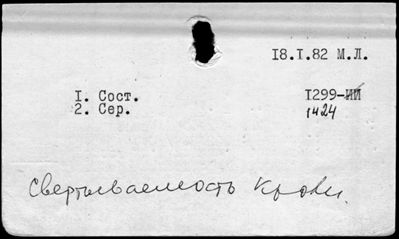 18.I.82 М.Л.
I. Сост. I299-ИИ
2. Сер. 1424
Свертываемость крови.